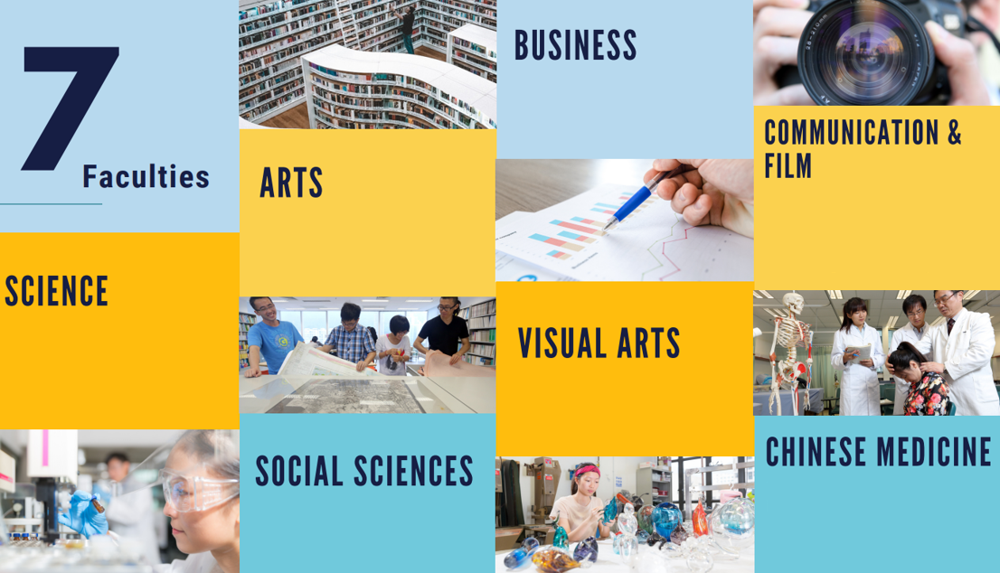 7
Faculties
SCIENCE
ARTS
SOCIAL SCIENCES
BUSINESS
VISUAL ARTS
COMMUNICATION &
FILM
CHINESE MEDICINE